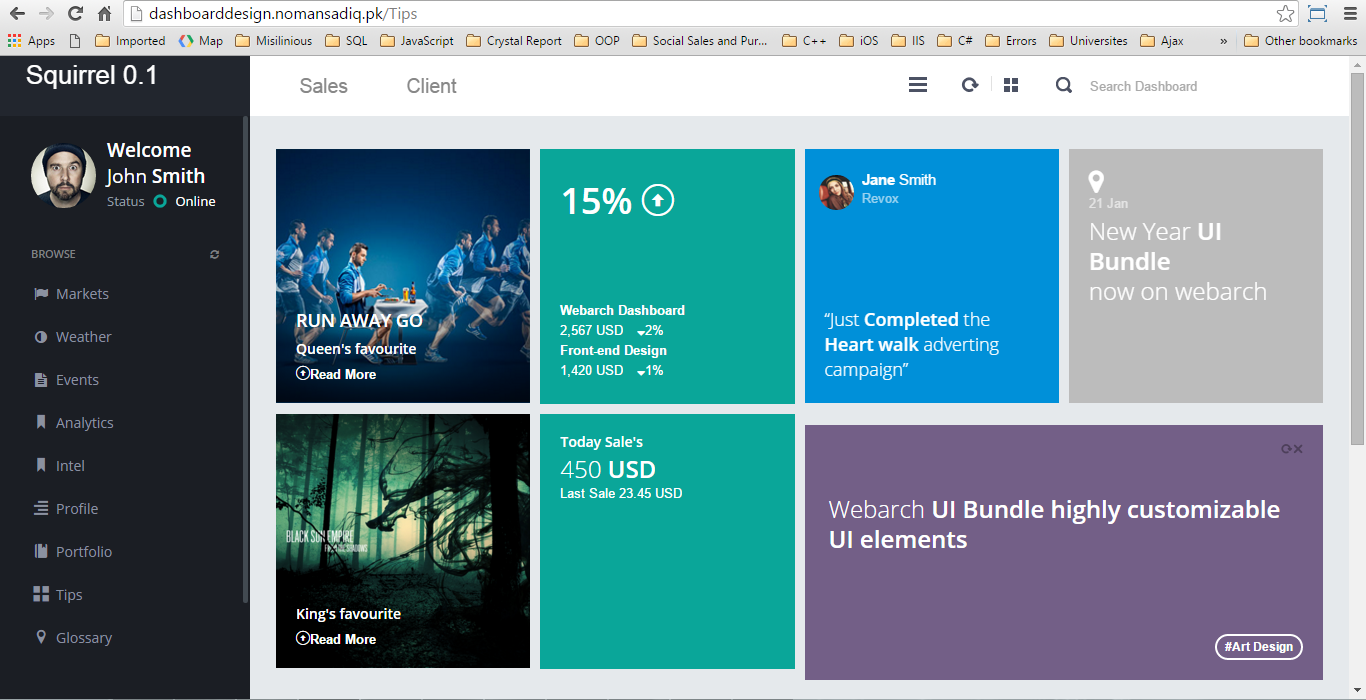 dashboarddesign.nomansadiq.pk/Tips
Apps Imported Map Misilinious SQL JavaScript Crystal Report OOP Social Sales and Pur... C++ iOS IIS C# Errors Universites Ajax » Other bookmarks
Squirrel 0.1
Sales Client Search Dashboard
Welcome
John Smith
Status Online
BROWSE
Markets
Weather
Events
Analytics
Intel
Profile
Portfolio
Tips
Glossary
RUN AWAY GO
Queen's favourite
Read More
15%
Webarch Dashboard
2,567 USD 2%
Front-end Design
1,420 USD 1%
Jane Smith
Revox
“Just Completed the
Heart walk adverting
campaign”
21 Jan
New Year UI
Bundle
now on webarch
BLACK SUN EMPIRE
King's favourite
Read More
Today Sale's
450 USD
Last Sale 23.45 USD
Webarch UI Bundle highly customizable
UI elements
#Art Design